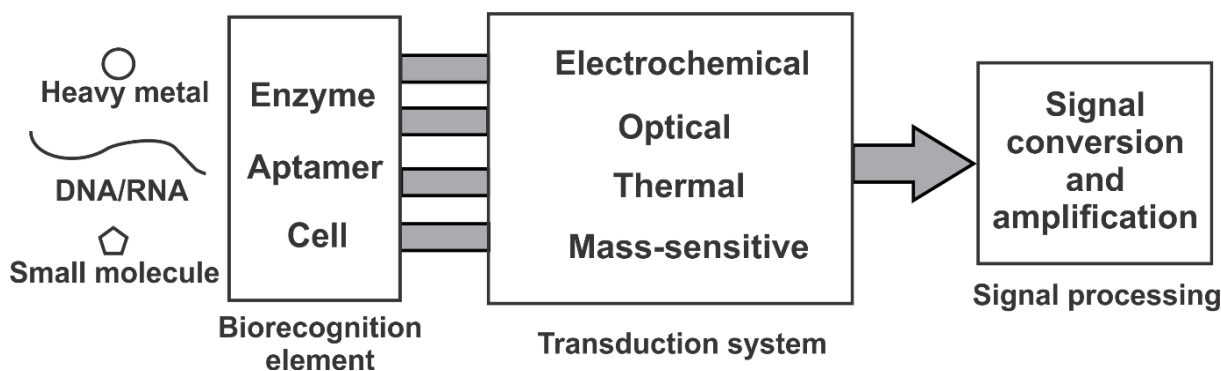 Heavy metal
DNA/RNA
Small molecule
Enzyme
Aptamer
Cell
Biorecognition
element
Electrochemical
Optical
Thermal
Mass-sensitive
Transduction system
Signal
conversion
and
amplification
Signal processing